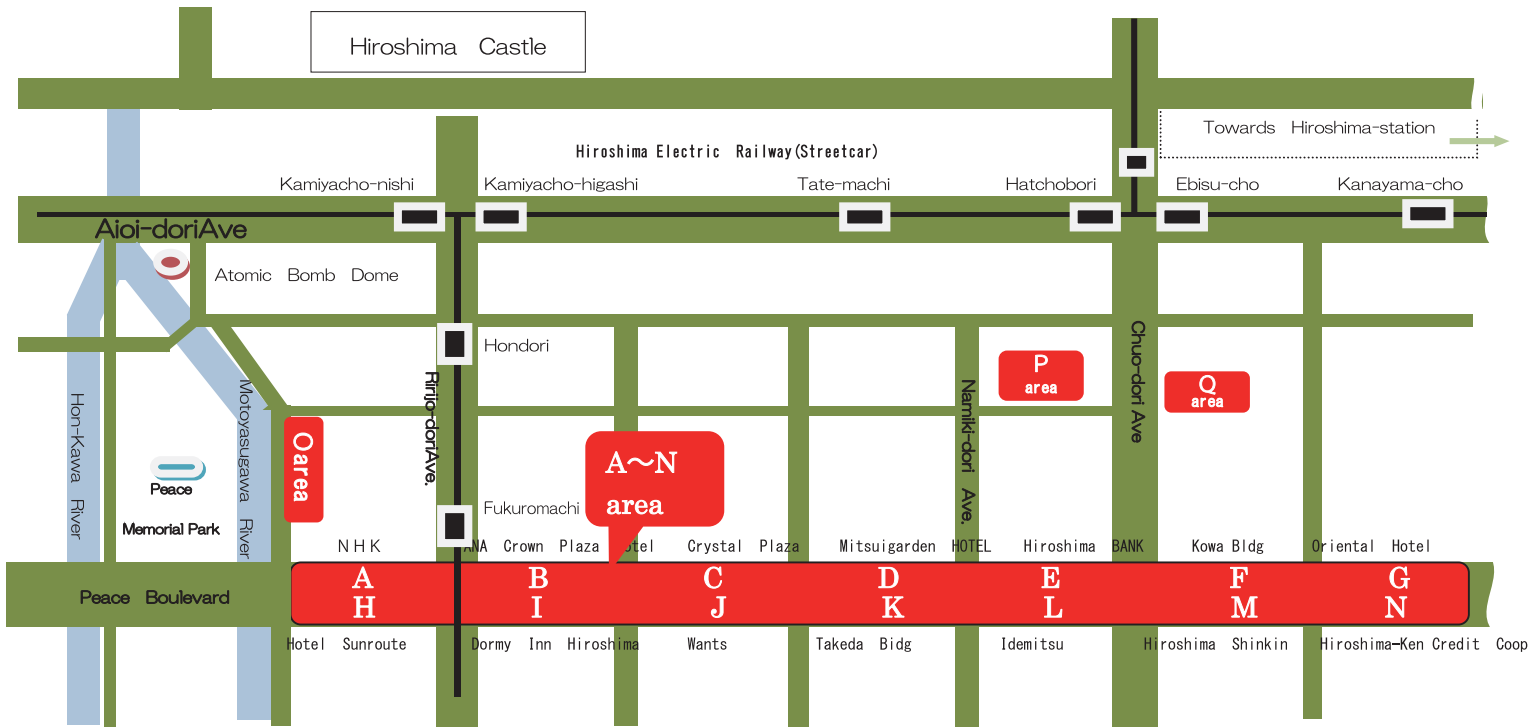 Hiroshima Castle
Towards Hiroshima-station
Hiroshima Electric Railway(Streetcar)
Kamiyacho-nishi
Kamiyacho-higashi
Tate-machi
Hatchobori
Ebisu-cho
Kanayama-cho
Aioi-doriAve
Atomic Bomb Dome
Hondori
Ririjo-doriAve.
Chuo-dori Ave
Namiki-dori Ave.
P
area
Q
area
Hon-Kawa River
Motoyasugawa River
O area
A～N
area
Peace
Memorial Park
Fukuromachi
NHK
ANA Crown Plaza Hotel
Crystal Plaza
Mitsuigarden HOTEL
Hiroshima BANK
Kowa Bldg
Oriental Hotel
Peace Boulevard
A B C D E F G
H I J K L M N
Hotel Sunroute
Dormy Inn Hiroshima
Wants
Takeda Bidg
Idemitsu
Hiroshima Shinkin
Hiroshima-Ken Credit Coop